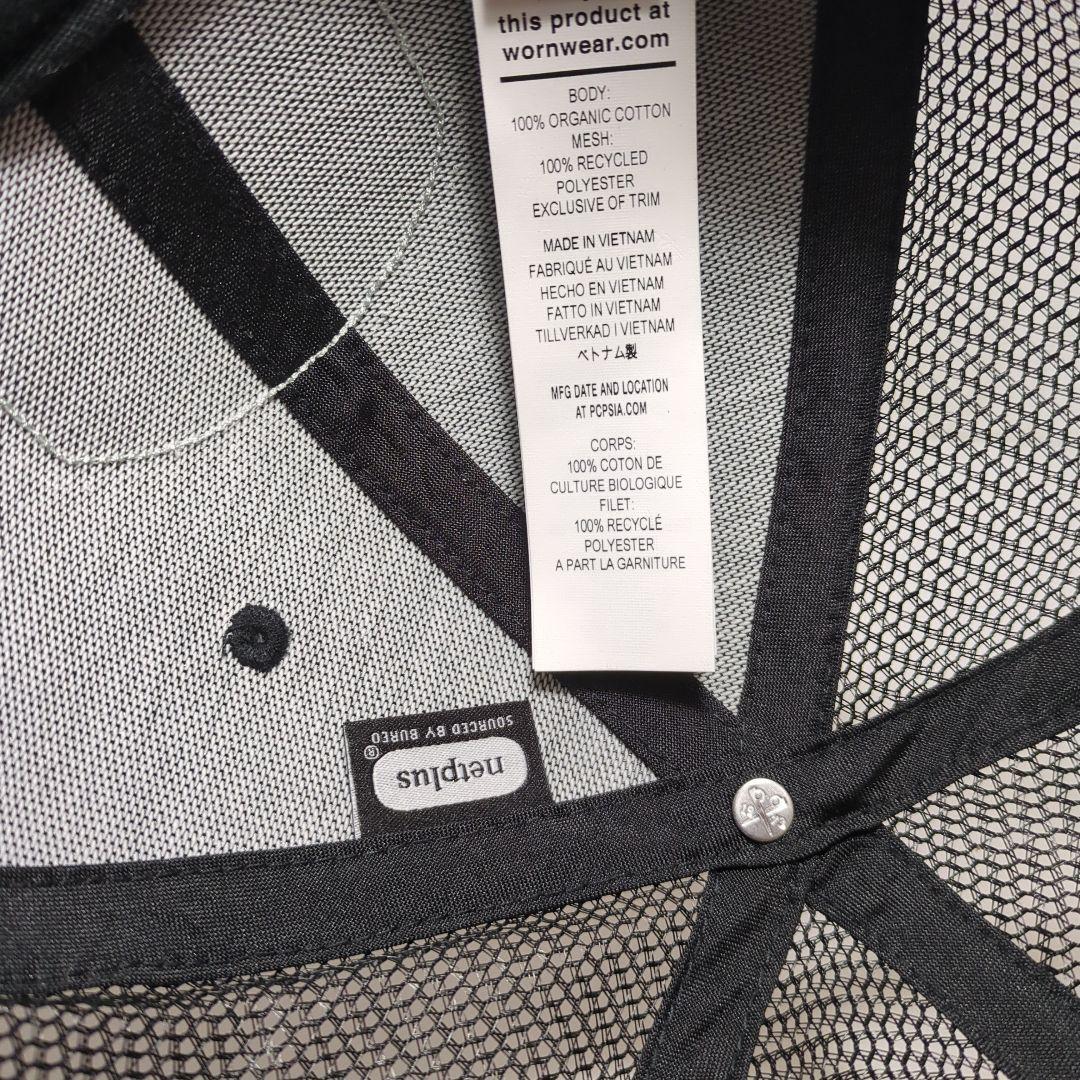 this product at
wornwear.com
BODY:
100% ORGANIC COTTON
MESH:
100% RECYCLED
POLYESTER
EXCLUSIVE OF TRIM
MADE IN VIETNAM
FABRIQUÉ AU VIETNAM
HECHO EN VIETNAM
FATTO IN VIETNAM
TILLVERKAD I VIETNAM
ベトナム製
MFG DATE AND LOCATION
AT PCPSIA.COM
CORPS:
100% COTON DE
CULTURE BIOLOGIQUE
FILET:
100% RECYCLÉ
POLYESTER
A PART LA GARNITURE
netplus®
SOURCED BY BUREO